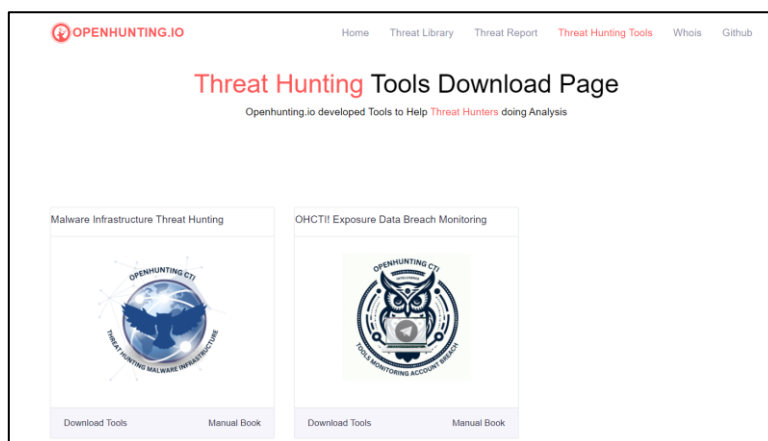 OPENHUNTING.IO
Home Threat Library Threat Report Threat Hunting Tools Whois Github
Threat Hunting Tools Download Page
Openhunting.io developed Tools to Help Threat Hunters doing Analysis
Malware Infrastructure Threat Hunting
OHCTI! Exposure Data Breach Monitoring
OPENHUNTING CTI
THREAT HUNTING MALWARE INFRASTRUCTURE
OPENHUNTING CTI
INTELLIGENCE
TOOLS MONITORING ACCOUNT BREACH
Download Tools Manual Book
Download Tools Manual Book